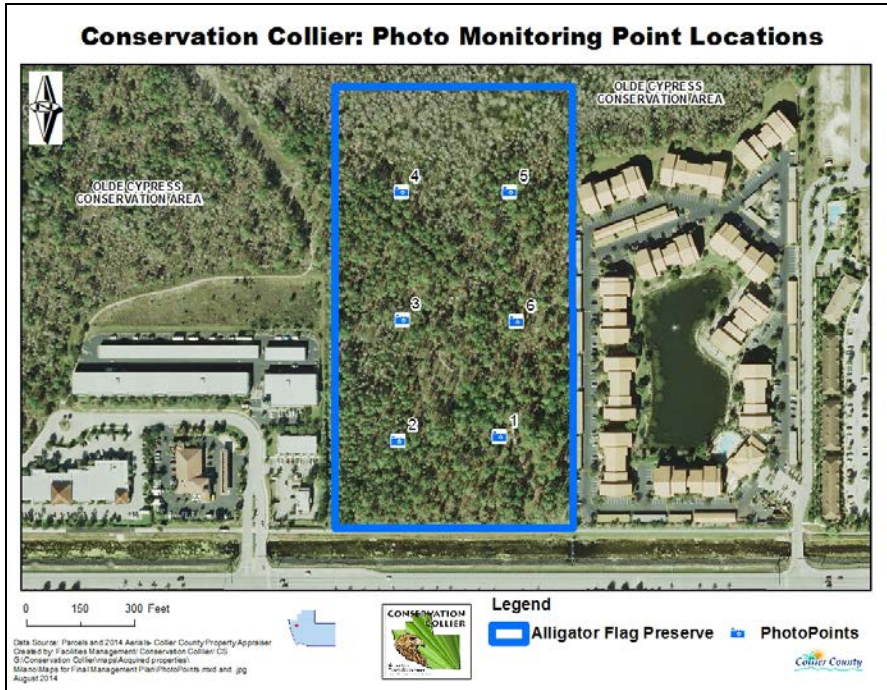 Conservation Collier: Photo Monitoring Point Locations
N
OLDE CYPRESS
CONSERVATION AREA
OLDE CYPRESS
CONSERVATION AREA
4
5
3
6
2
1
0 150 300 Feet
Data Source: Parcels and 2014 Aerials- Collier County Property Appraiser
Created by: Facilities Management/ Conservation Collier/ CS
G:\Conservation Collier\maps\Acquired properties\
Milano\Maps for Final Management Plan\PhotoPoints.mxd and .jpg
August 2014
CONSERVATION
COLLIER
Legend
Alligator Flag Preserve
PhotoPoints
Collier County